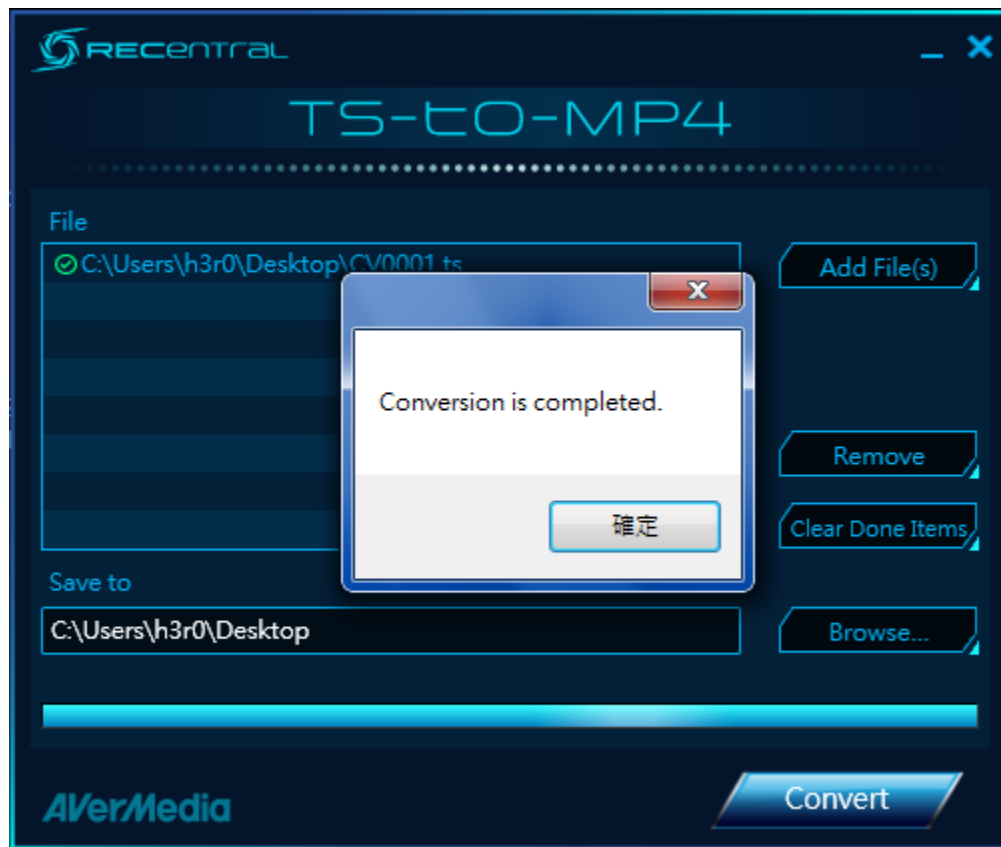 RECentral
TS-to-MP4
File
C:\Users\h3r0\Desktop\CV0001.ts
Add File(s)
Conversion is completed.
Remove
確定
Clear Done Items
Save to
C:\Users\h3r0\Desktop
Browse...
AVerMedia
Convert